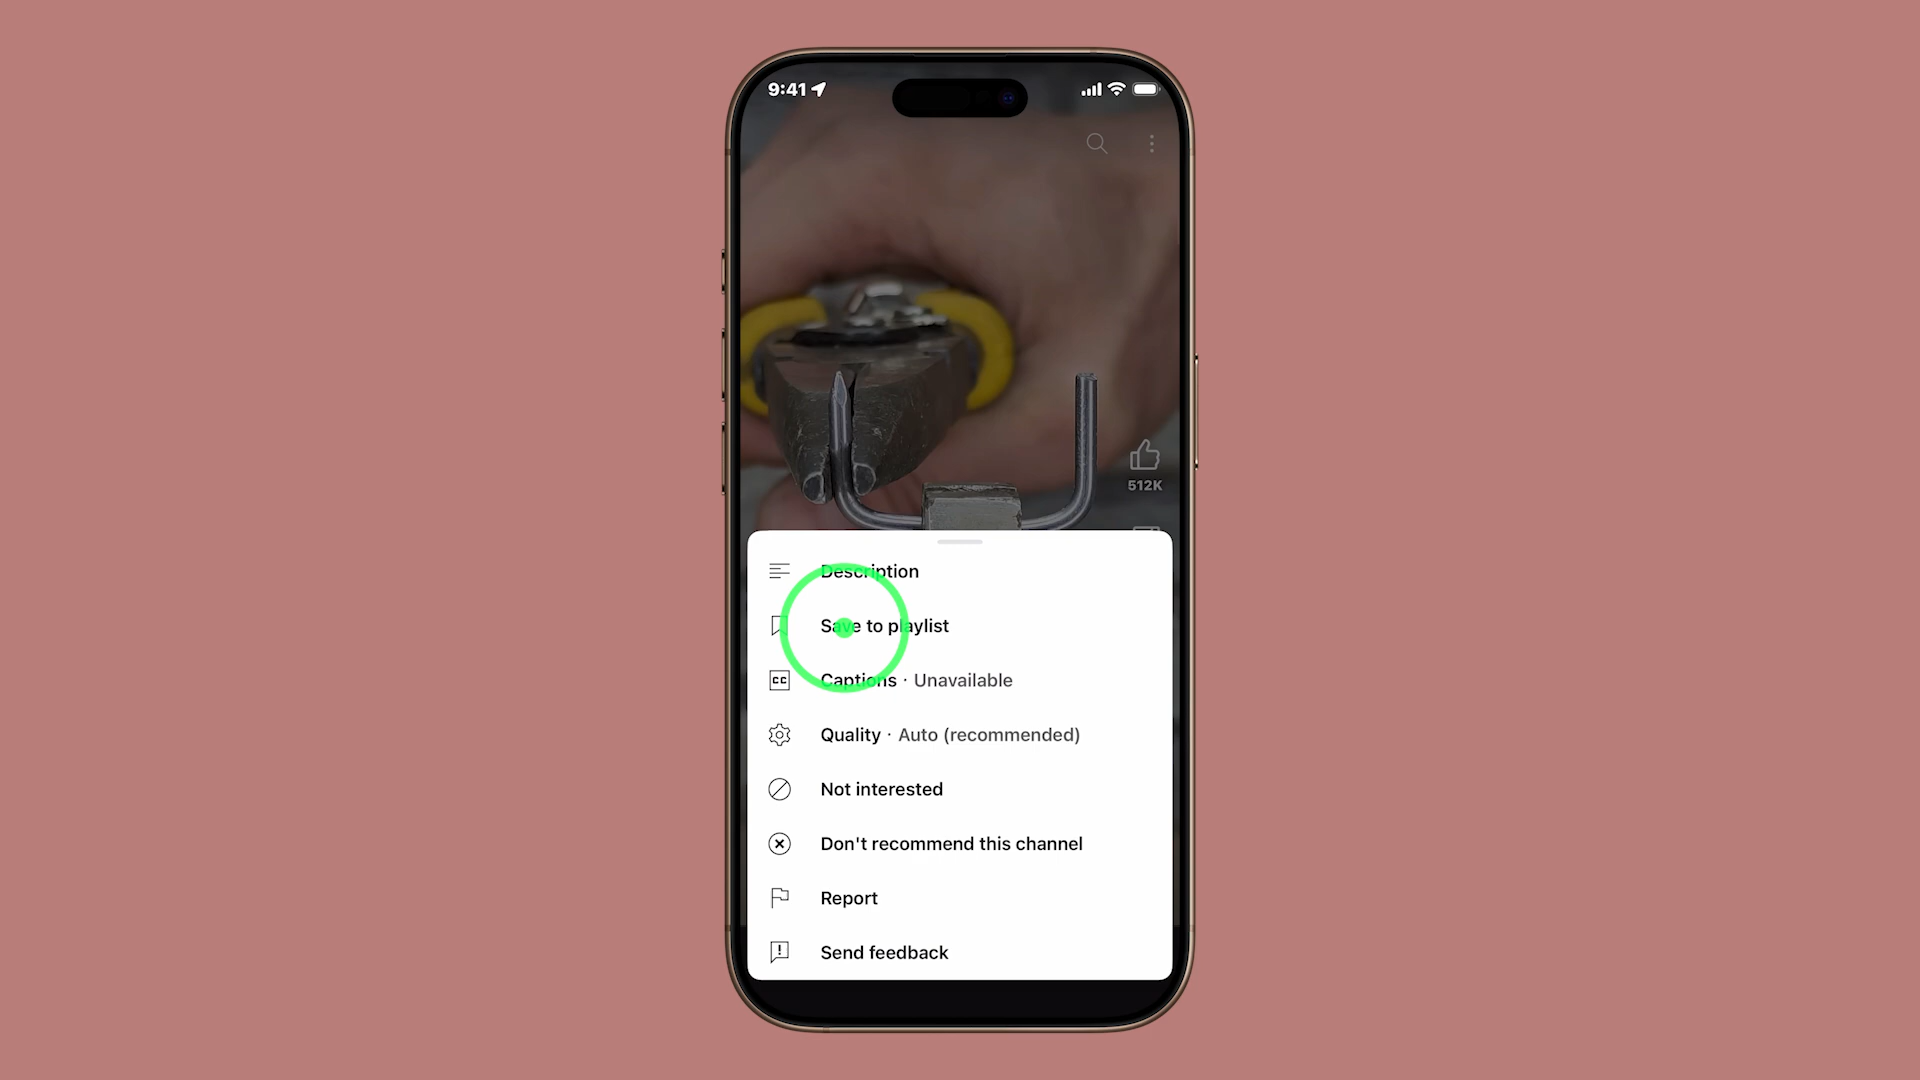 9:41
512K
Description
Save to playlist
CC Captions · Unavailable
Quality · Auto (recommended)
Not interested
Don't recommend this channel
Report
Send feedback